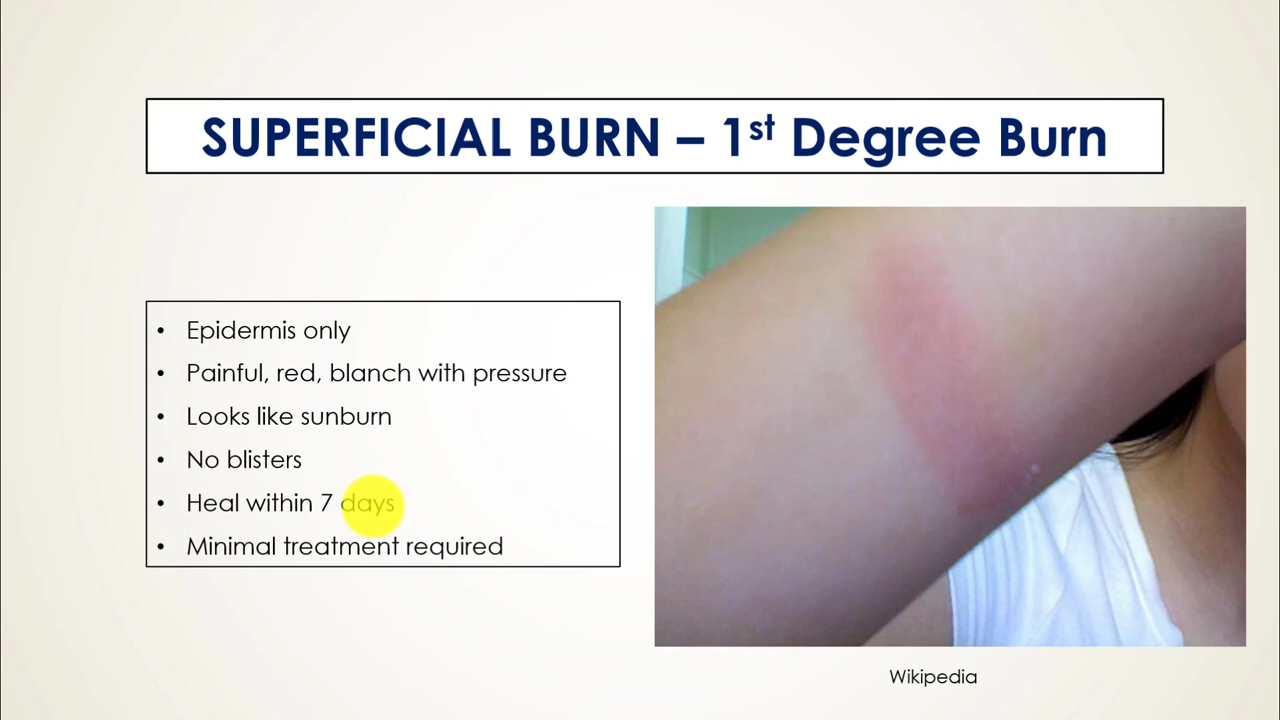 SUPERFICIAL BURN – 1st Degree Burn
• Epidermis only
• Painful, red, blanch with pressure
• Looks like sunburn
• No blisters
• Heal within 7 days
• Minimal treatment required
Wikipedia